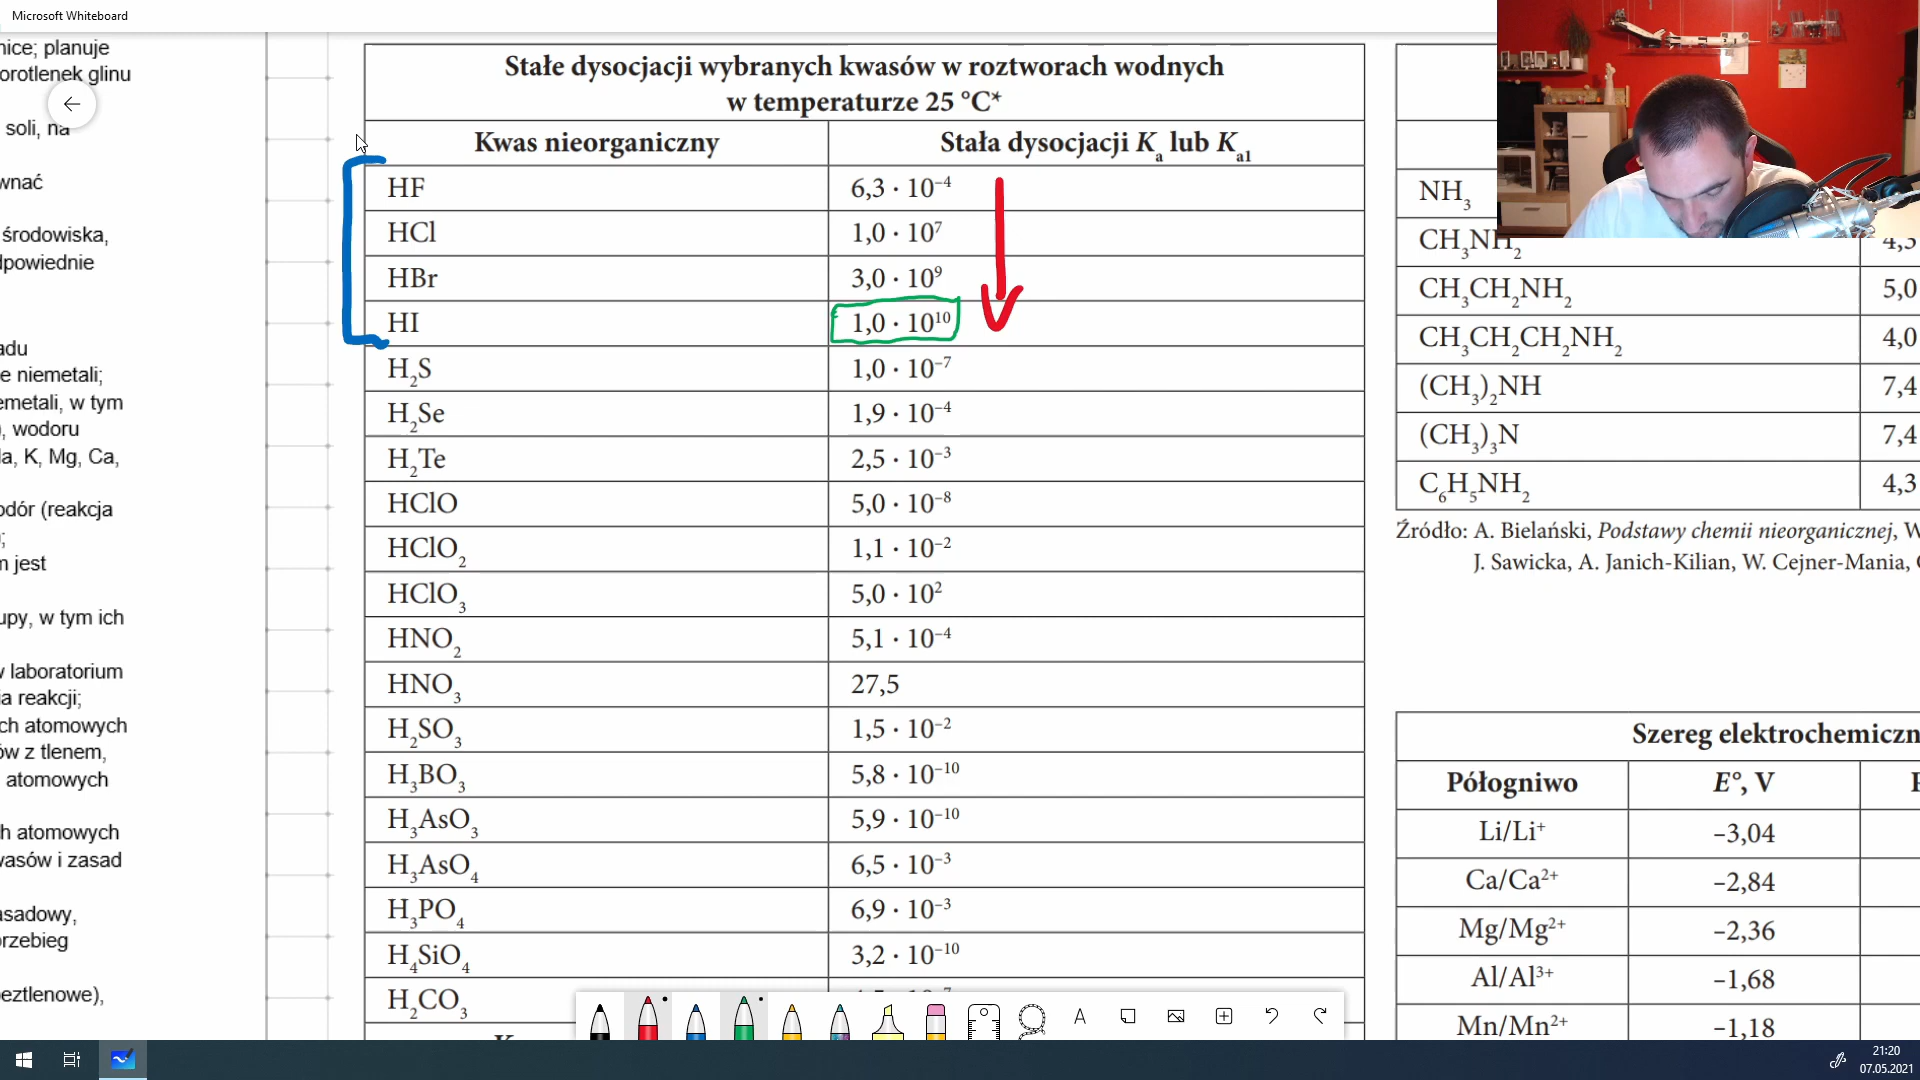 Microsoft Whiteboard
nice; planuje
orotlenek glinu
soli, na
wnać
środowiska,
dpowiednie
adu
e niemetali;
emetali, w tym
), wodoru
la, K, Mg, Ca,
odór (reakcja
;
m jest
upy, w tym ich
w laboratorium
ia reakcji;
ch atomowych
ów z tlenem,
atomowych
h atomowych
wasów i zasad
asadowy,
orzebieg
eztlenowe),
Stałe dysocjacji wybranych kwasów w roztworach wodnych
w temperaturze 25 °C*
Kwas nieorganiczny Stała dysocjacji Kₐ lub Kₐ₁
HF 6,3 · 10⁻⁴
HCl 1,0 · 10⁷
HBr 3,0 · 10⁹
HI 1,0 · 10¹⁰
H₂S 1,0 · 10⁻⁷
H₂Se 1,9 · 10⁻⁴
H₂Te 2,5 · 10⁻³
HClO 5,0 · 10⁻⁸
HClO₂ 1,1 · 10⁻²
HClO₃ 5,0 · 10²
HNO₂ 5,1 · 10⁻⁴
HNO₃ 27,5
H₂SO₃ 1,5 · 10⁻²
H₃BO₃ 5,8 · 10⁻¹⁰
H₃AsO₃ 5,9 · 10⁻¹⁰
H₃AsO₄ 6,5 · 10⁻³
H₃PO₄ 6,9 · 10⁻³
H₄SiO₄ 3,2 · 10⁻¹⁰
H₂CO₃
NH₃
CH₃NH₂ 4,3
CH₃CH₂NH₂ 5,0
CH₃CH₂CH₂NH₂ 4,0
(CH₃)₂NH 7,4
(CH₃)₃N 7,4
C₆H₅NH₂ 4,3
Źródło: A. Bielański, Podstawy chemii nieorganicznej, W
J. Sawicka, A. Janich-Kilian, W. Cejner-Mania,
Szereg elektrochemiczn
Półogniwo E°, V
Li/Li⁺ –3,04
Ca/Ca²⁺ –2,84
Mg/Mg²⁺ –2,36
Al/Al³⁺ –1,68
Mn/Mn²⁺ –1,18
21:20
07.05.2021